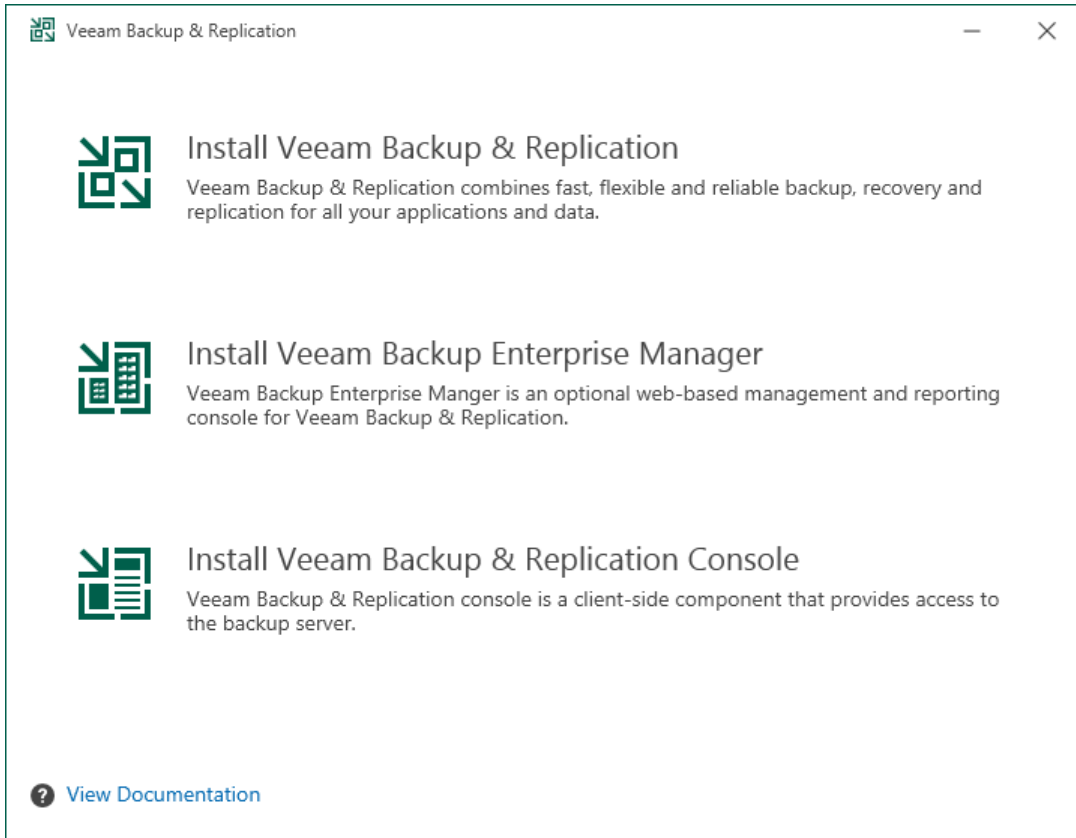 Veeam Backup & Replication
Install Veeam Backup & Replication
Veeam Backup & Replication combines fast, flexible and reliable backup, recovery and
replication for all your applications and data.
Install Veeam Backup Enterprise Manager
Veeam Backup Enterprise Manger is an optional web-based management and reporting
console for Veeam Backup & Replication.
Install Veeam Backup & Replication Console
Veeam Backup & Replication console is a client-side component that provides access to
the backup server.
? View Documentation